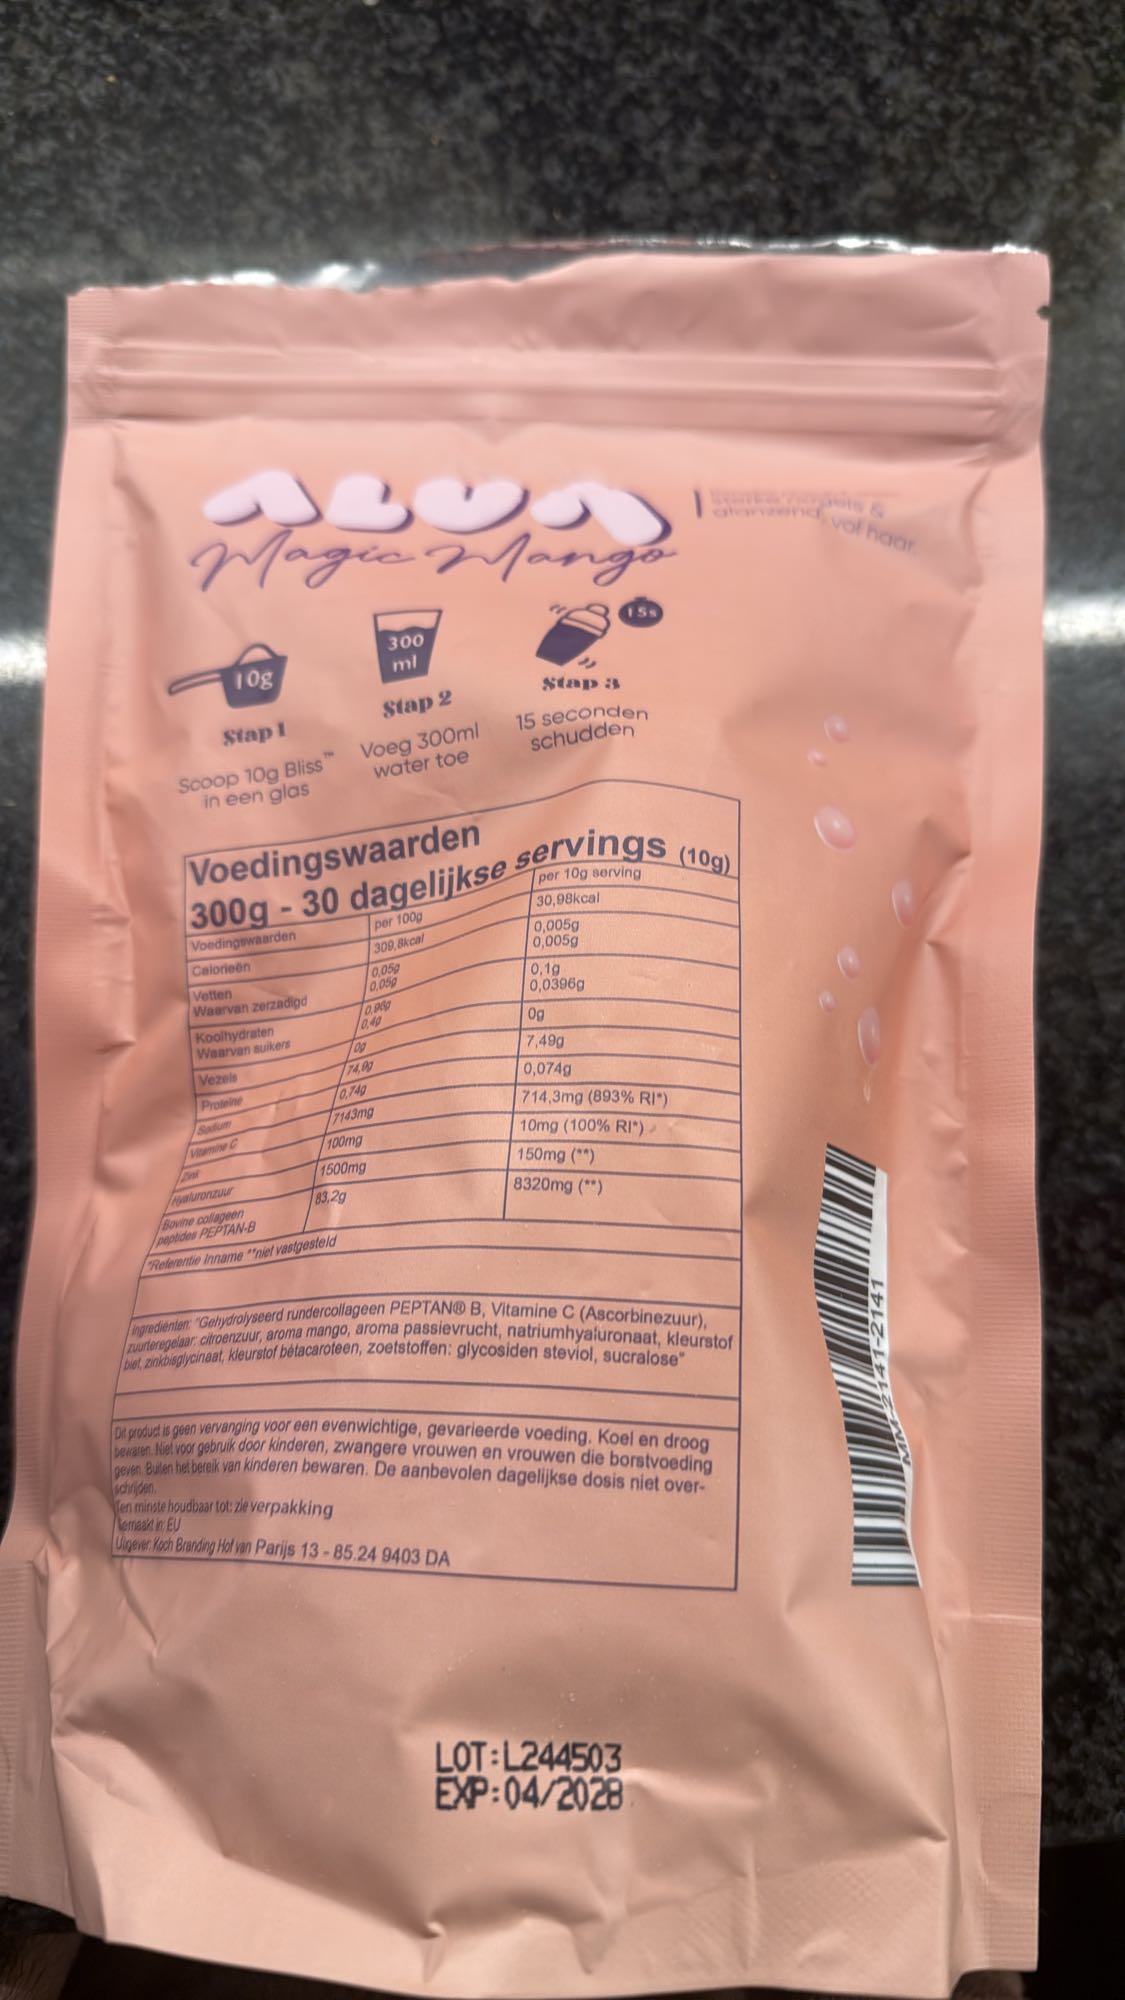 ALUA
Magic Mango
sterke nagels &
glanzend, vol haar
10g
300
ml
15s
Stap 1
Stap 2
Stap 3
Scoop 10g Bliss™
in een glas
Voeg 300ml
water toe
15 seconden
schudden
Voedingswaarden
300g - 30 dagelijkse servings (10g)
Voedingswaarden per 100g per 10g serving
Calorieën 309,8kcal 30,98kcal
Vetten 0,05g 0,005g
Waarvan zerzadigd 0,05g 0,005g
Koolhydraten 0,96g 0,1g
Waarvan suikers 0,4g 0,0396g
Vezels 0g 0g
Proteïne 74,9g 7,49g
Sodium 0,74g 0,074g
Vitamine C 7143mg 714,3mg (893% RI*)
Zink 100mg 10mg (100% RI*)
Hyaluronzuur 1500mg 150mg (**)
Bovine collageen
peptides PEPTAN-B 83,2g 8320mg (**)
*Referentie Inname **niet vastgesteld
Ingrediënten: "Gehydrolyseerd rundercollageen PEPTAN® B, Vitamine C (Ascorbinezuur),
zuurteregelaar: citroenzuur, aroma mango, aroma passievrucht, natriumhyaluronaat, kleurstof
biet, zinkbisglycinaat, kleurstof bètacaroteen, zoetstoffen: glycosiden steviol, sucralose"
Dit product is geen vervanging voor een evenwichtige, gevarieerde voeding. Koel en droog
bewaren. Niet voor gebruik door kinderen, zwangere vrouwen en vrouwen die borstvoeding
geven. Buiten het bereik van kinderen bewaren. De aanbevolen dagelijkse dosis niet over-
schrijden.
Ten minste houdbaar tot: zie verpakking
Gemaakt in: EU
Uitgever: Koch Branding Hof van Parijs 13 - 85.24 9403 DA
MM-2141-2141
LOT:L244503
EXP:04/2028